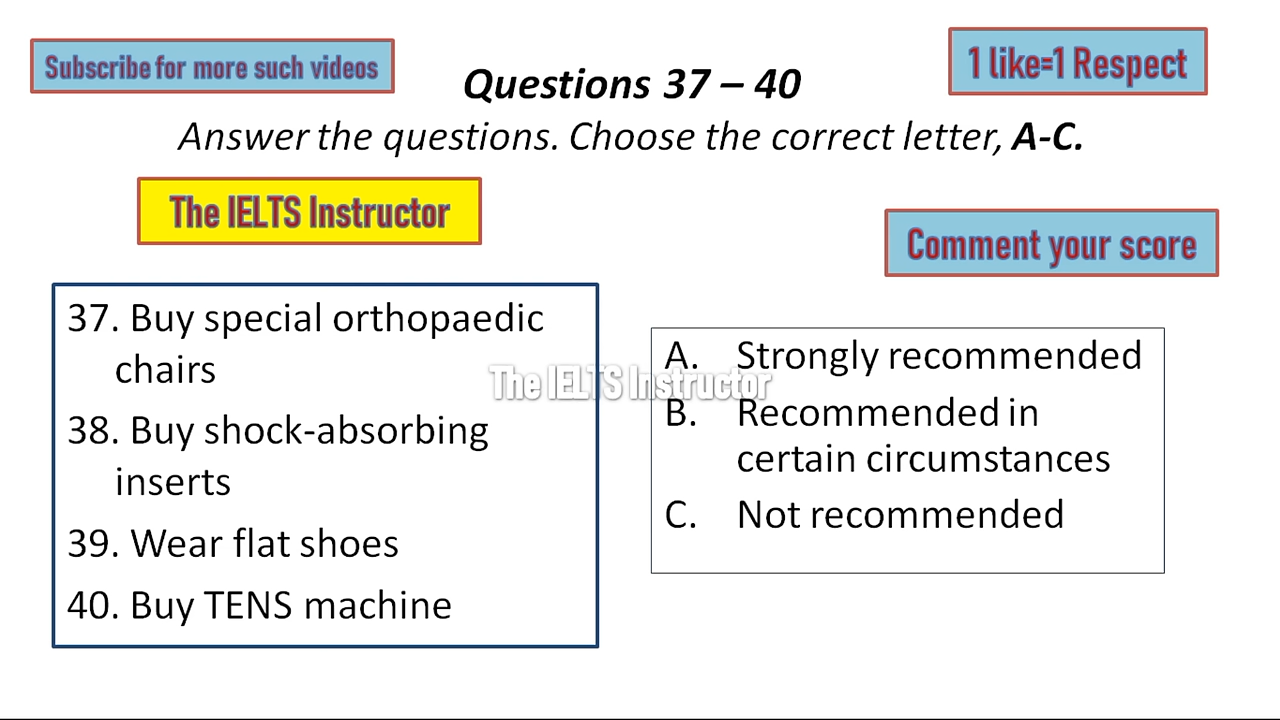 Subscribe for more such videos
1 like=1 Respect
Questions 37 – 40
Answer the questions. Choose the correct letter, A-C.
The IELTS Instructor
Comment your score
37. Buy special orthopaedic
chairs
38. Buy shock-absorbing
inserts
39. Wear flat shoes
40. Buy TENS machine
The IELTS Instructor
A. Strongly recommended
B. Recommended in
certain circumstances
C. Not recommended